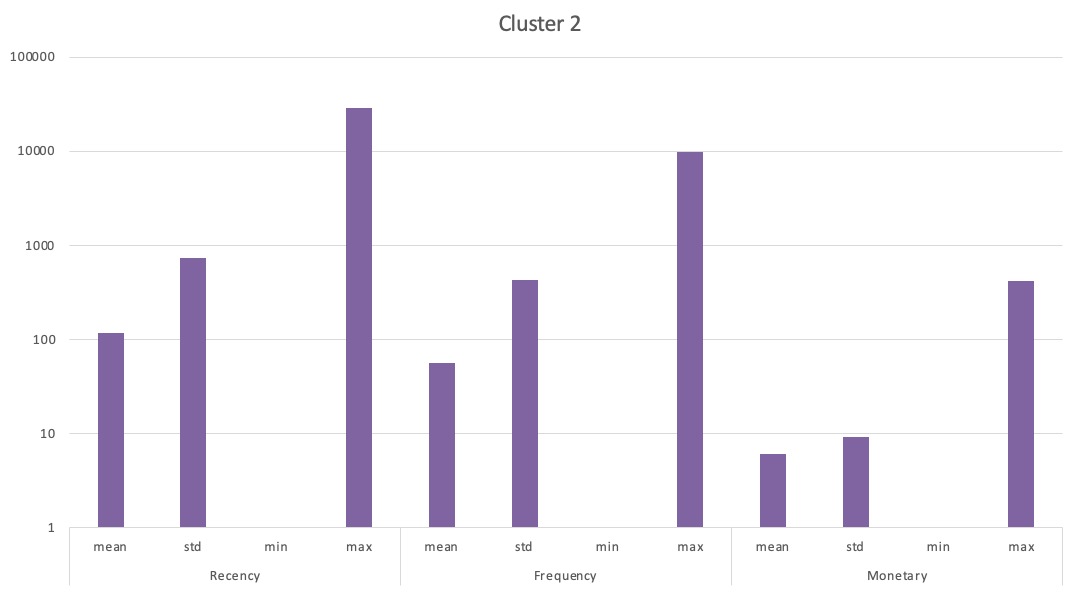 Cluster 2
100000
10000
1000
100
10
1
mean std min max mean std min max mean std min max
Recency Frequency Monetary